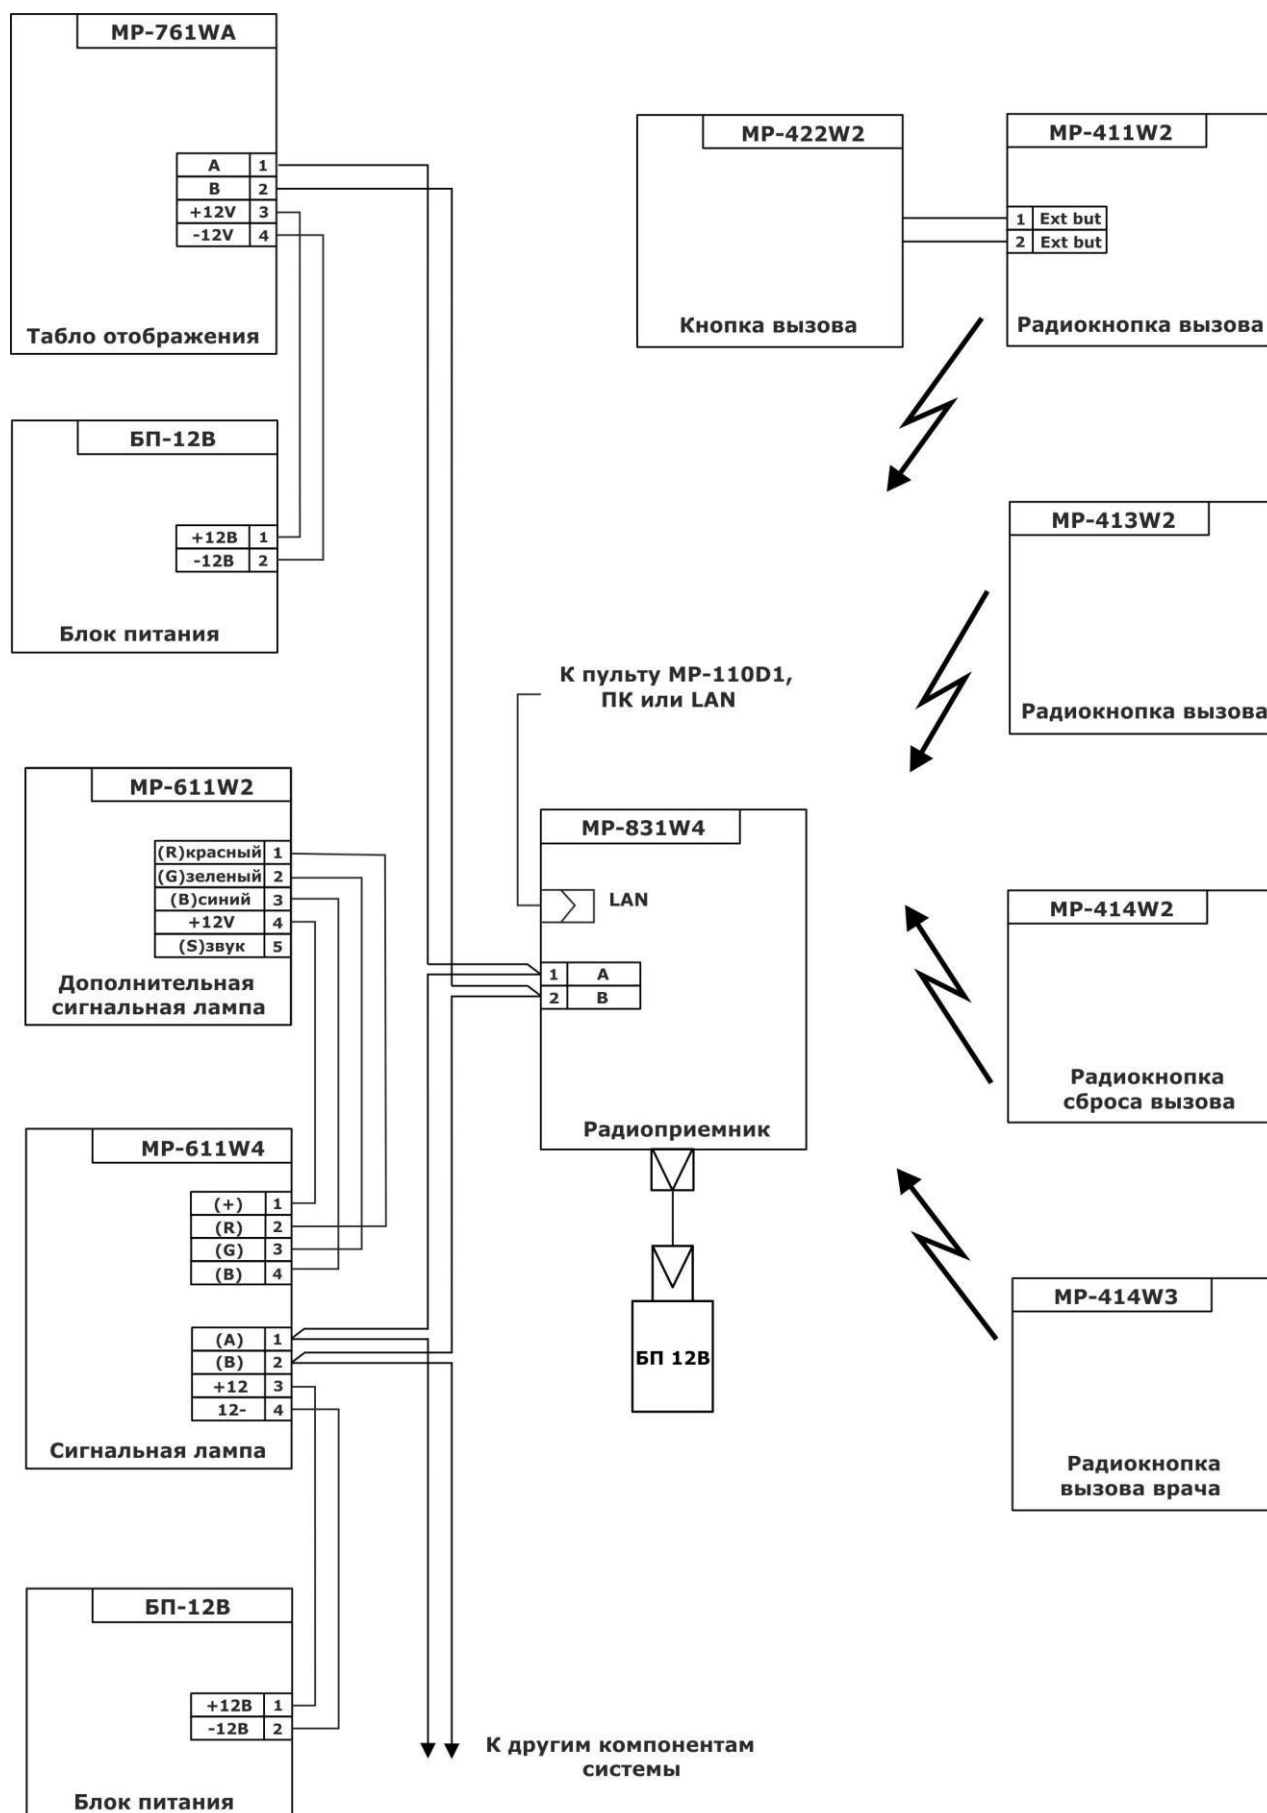 MP-761WA
A 1
B 2
+12V 3
-12V 4
Табло отображения
БП-12В
+12В 1
-12В 2
Блок питания
MP-611W2
(R)красный 1
(G)зеленый 2
(B)синий 3
+12V 4
(S)звук 5
Дополнительная
сигнальная лампа
MP-611W4
(+) 1
(R) 2
(G) 3
(B) 4
(A) 1
(B) 2
+12 3
12- 4
Сигнальная лампа
БП-12В
+12В 1
-12В 2
Блок питания
К пульту MP-110D1,
ПК или LAN
MP-831W4
LAN
1 A
2 B
Радиоприемник
БП 12В
К другим компонентам
системы
MP-422W2
Кнопка вызова
MP-411W2
1 Ext but
2 Ext but
Радиокнопка вызова
MP-413W2
Радиокнопка вызова
MP-414W2
Радиокнопка
сброса вызова
MP-414W3
Радиокнопка
вызова врача